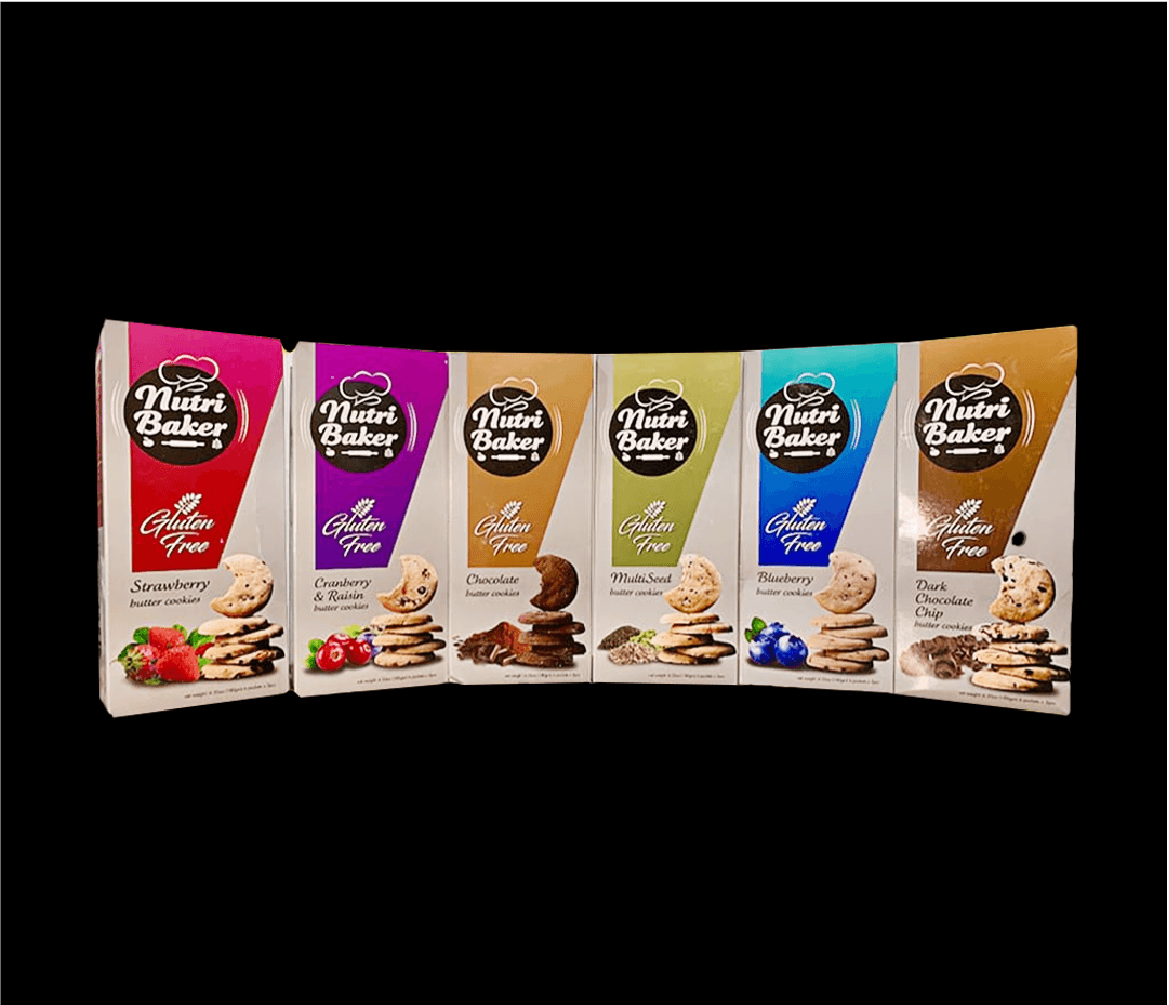 Nutri
Baker
Gluten
Free
Strawberry
butter cookies
Nutri
Baker
Gluten
Free
Cranberry
& Raisin
butter cookies
Nutri
Baker
Gluten
Free
Chocolate
butter cookies
Nutri
Baker
Gluten
Free
MultiSeed
butter cookies
Nutri
Baker
Gluten
Free
Blueberry
butter cookies
Nutri
Baker
Gluten
Free
Dark
Chocolate
Chip
butter cookies